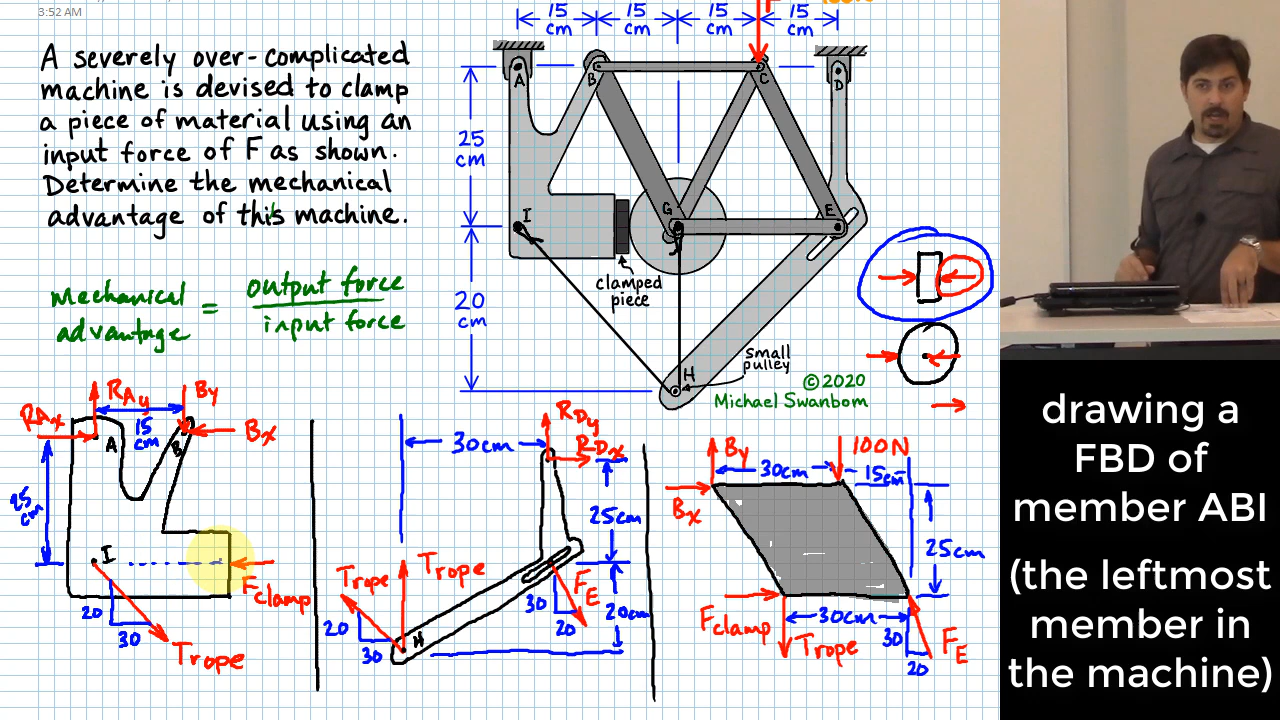 3:52 AM
A severely over-complicated
machine is devised to clamp
a piece of material using an
input force of F as shown.
Determine the mechanical
advantage of this machine.
mechanical advantage = output force / input force
15 cm
15 cm
15 cm
15 cm
F
A
B
C
D
25 cm
I
G
E
clamped
piece
20 cm
H
small
pulley
©2020
Michael Swanbom
RAx
RAy
By
15 cm
Bx
A
B
25 cm
I
Fclamp
20
30
Trope
30cm
RDy
RDx
25cm
Trope
Trope
FE
30
20
20cm
20
30
H
By
100N
30cm
15cm
Bx
25cm
Fclamp
30cm
Trope
30
20
FE
drawing a
FBD of
member ABI
(the leftmost
member in
the machine)